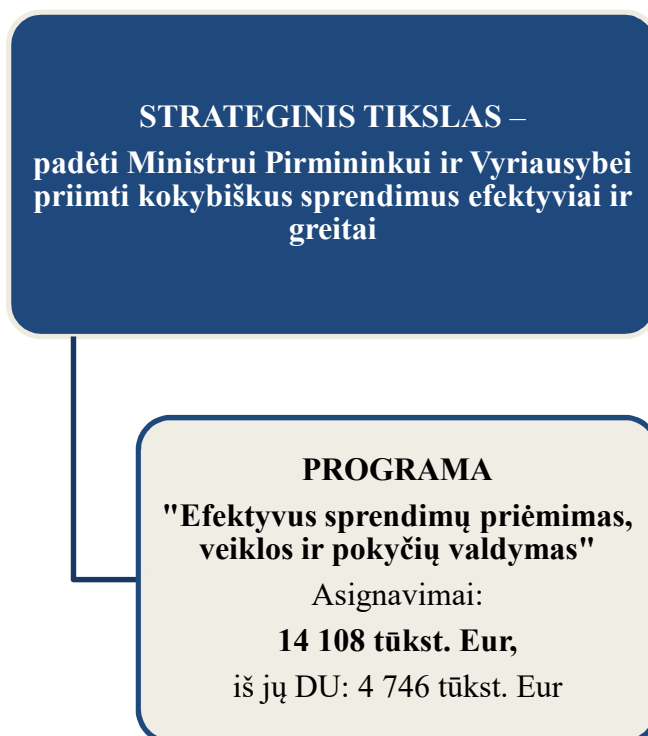 STRATEGINIS TIKSLAS –
padėti Ministrui Pirmininkui ir Vyriausybei
priimti kokybiškus sprendimus efektyviai ir
greitai
PROGRAMA
"Efektyvus sprendimų priėmimas,
veiklos ir pokyčių valdymas"
Asignavimai:
14 108 tūkst. Eur,
iš jų DU: 4 746 tūkst. Eur